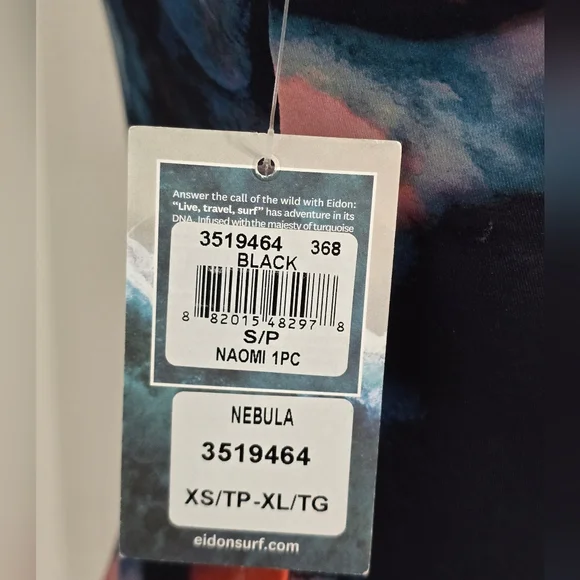 Answer the call of the wild with Eidon:
"Live, travel, surf" has adventure in its
DNA. Infused with the majesty of turquoise
3519464 368
BLACK
8 82015 48297 8
S/P
NAOMI 1PC
NEBULA
3519464
XS/TP-XL/TG
eidonsurf.com